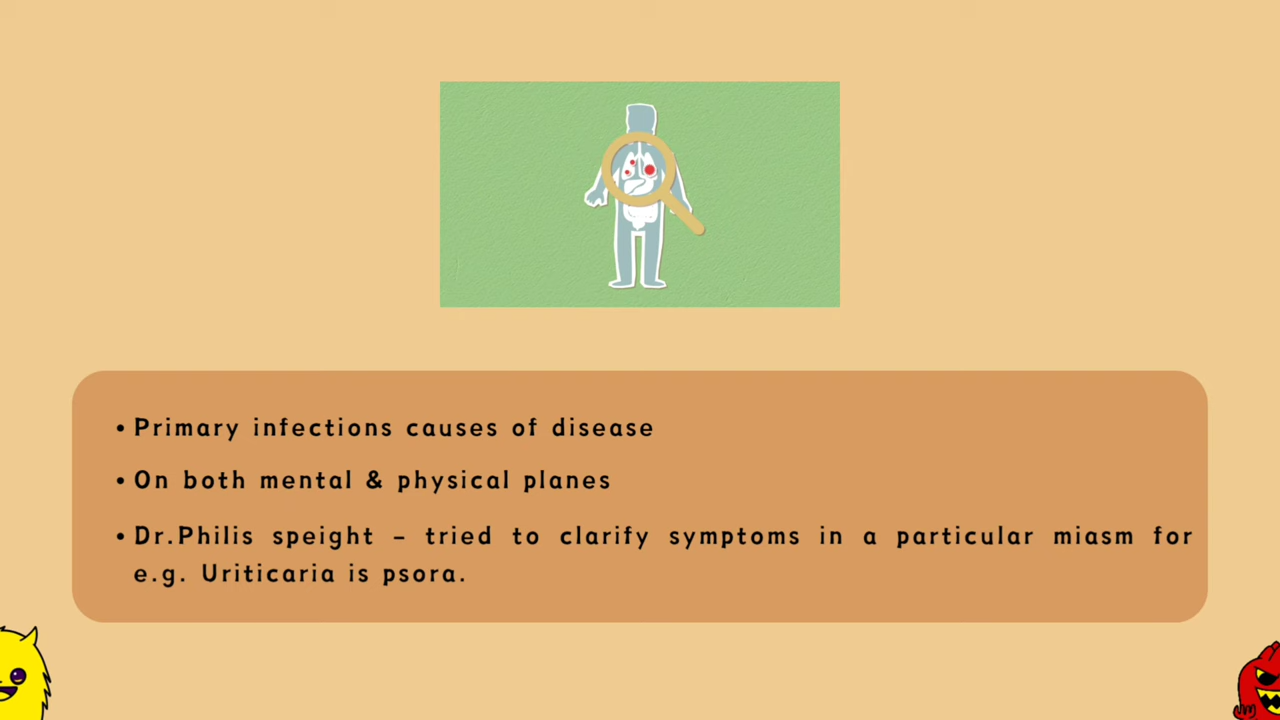 • Primary infections causes of disease
• On both mental & physical planes
• Dr.Philis speight – tried to clarify symptoms in a particular miasm for
e.g. Uriticaria is psora.